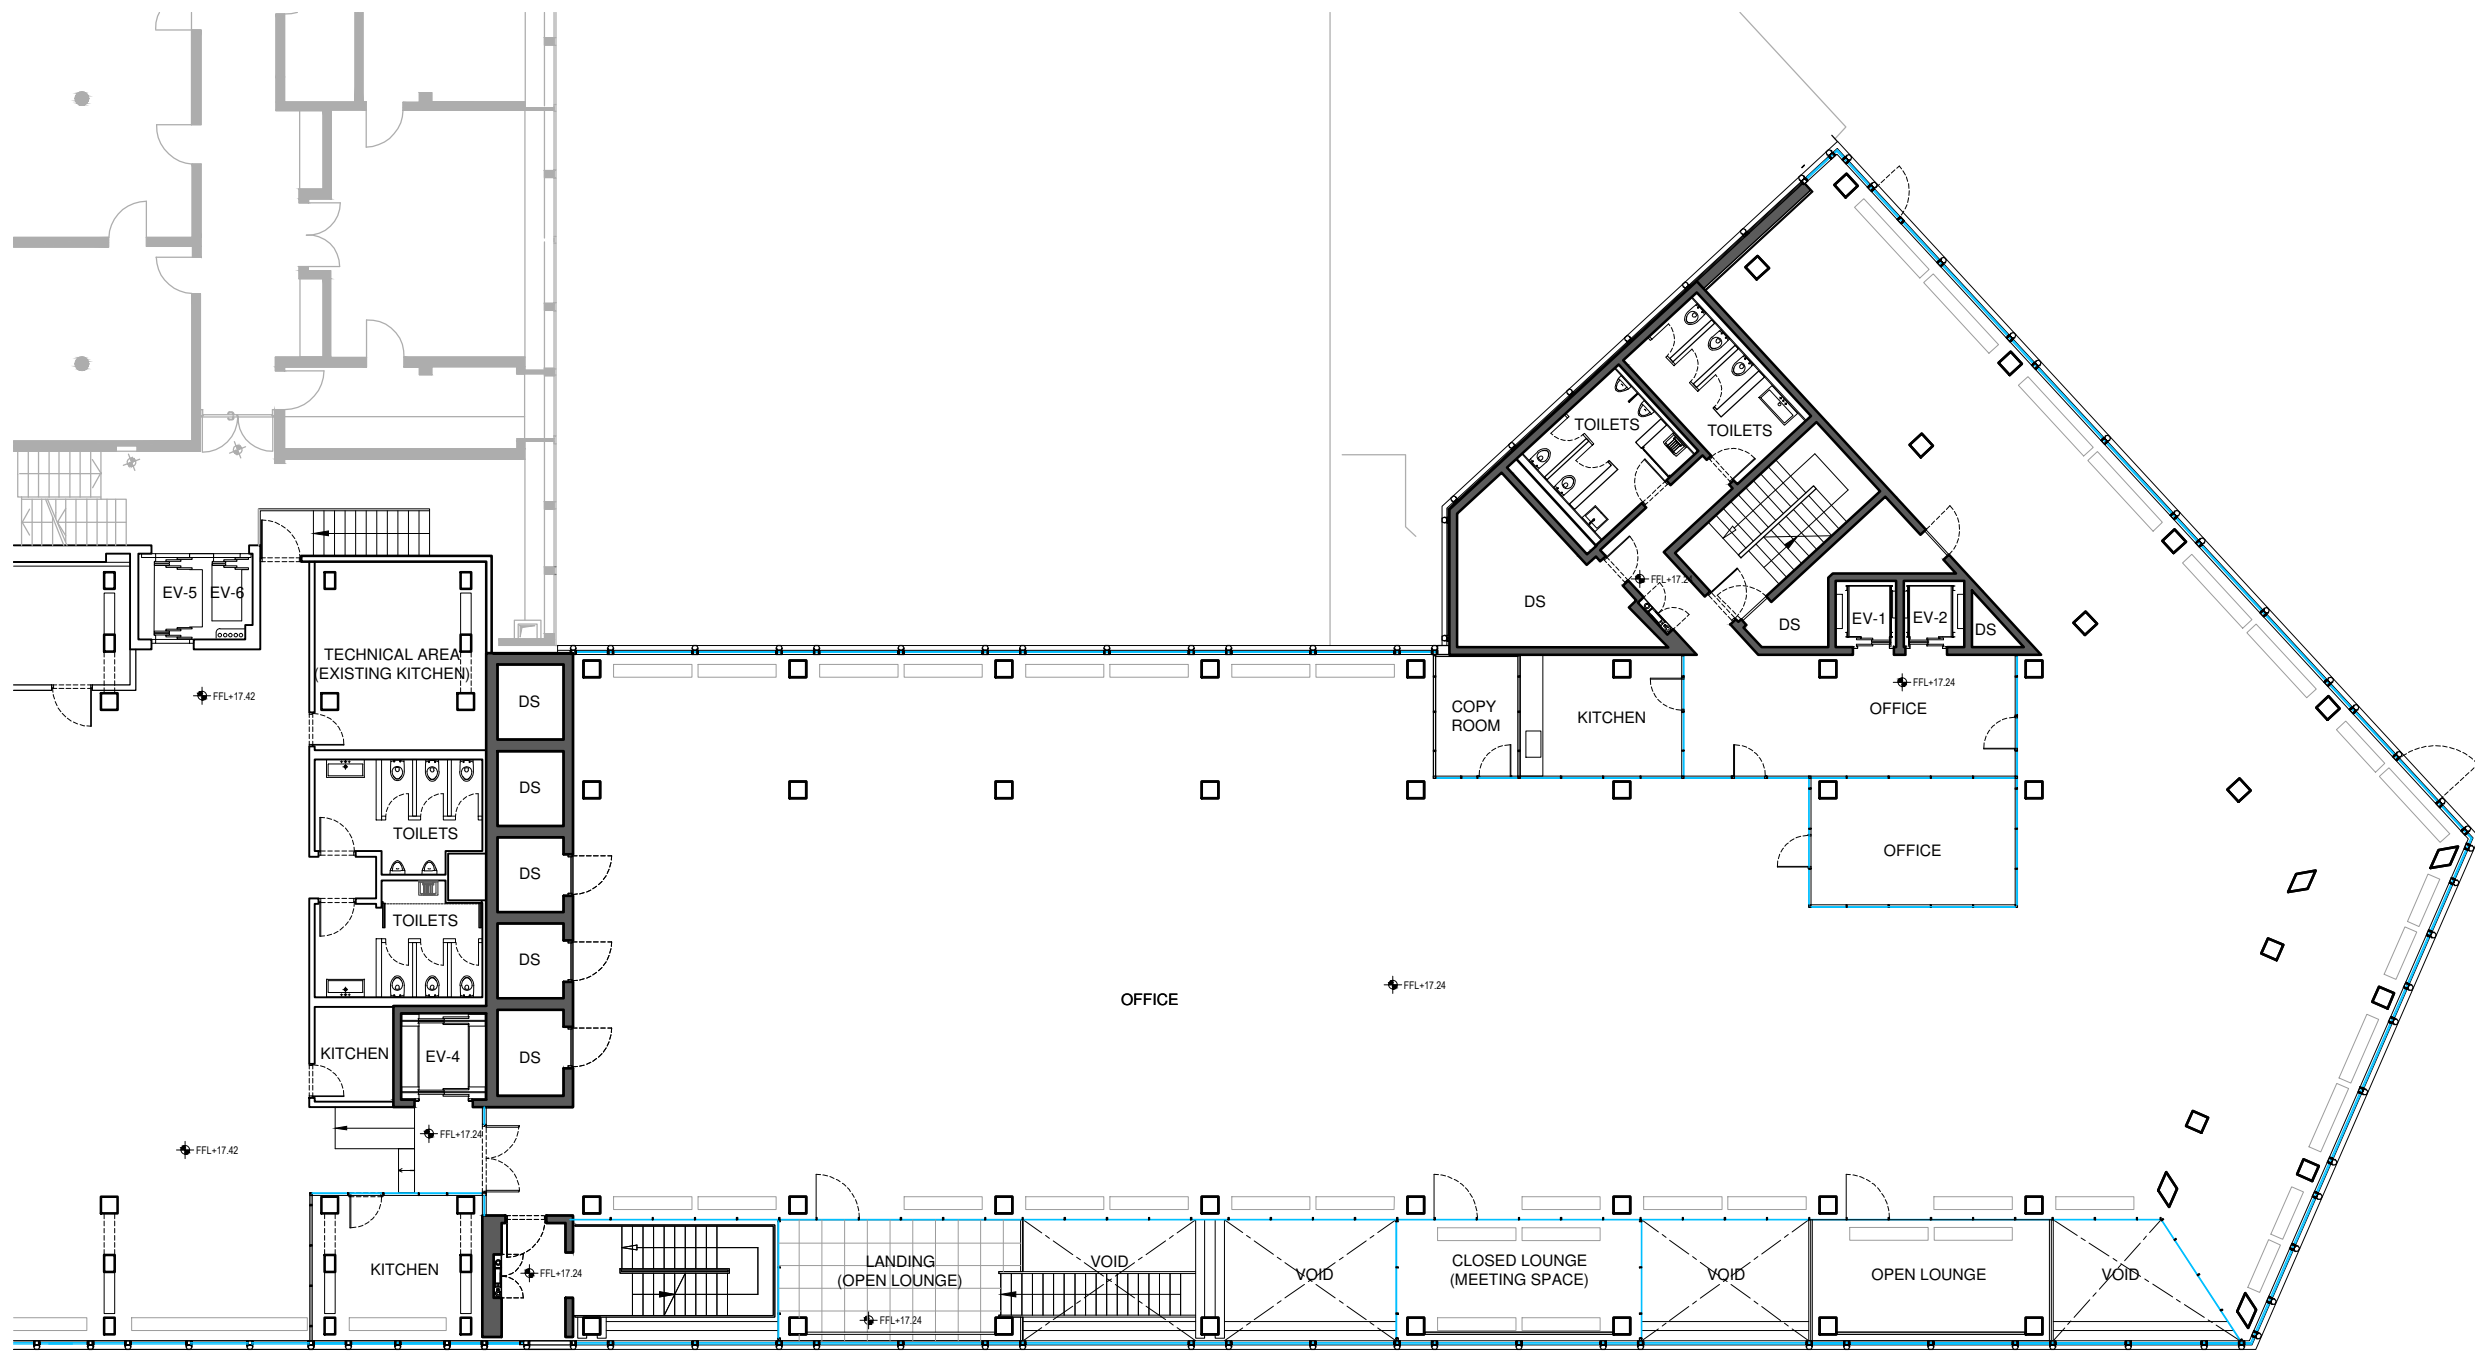 TOILETS
TOILETS
EV-5
EV-6
FFL+17.24
DS
DS
EV-1
EV-2
DS
TECHNICAL AREA
(EXISTING KITCHEN)
FFL+17.42
DS
COPY
ROOM
KITCHEN
FFL+17.24
OFFICE
DS
TOILETS
OFFICE
DS
TOILETS
DS
OFFICE
FFL+17.24
KITCHEN
EV-4
DS
FFL+17.42
FFL+17.24
KITCHEN
FFL+17.24
LANDING
(OPEN LOUNGE)
FFL+17.24
VOID
VOID
CLOSED LOUNGE
(MEETING SPACE)
VOID
OPEN LOUNGE
VOID